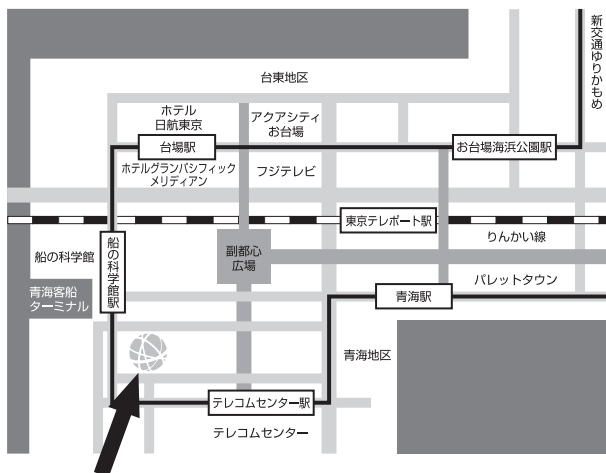 新交通ゆりかもめ
台東地区
ホテル
日航東京
アクアシティ
お台場
台場駅
お台場海浜公園駅
ホテルグランパシフィック
メリディアン
フジテレビ
東京テレポート駅
りんかい線
船の科学館
船の科学館駅
副都心
広場
パレットタウン
青海客船
ターミナル
青海駅
青海地区
テレコムセンター駅
テレコムセンター